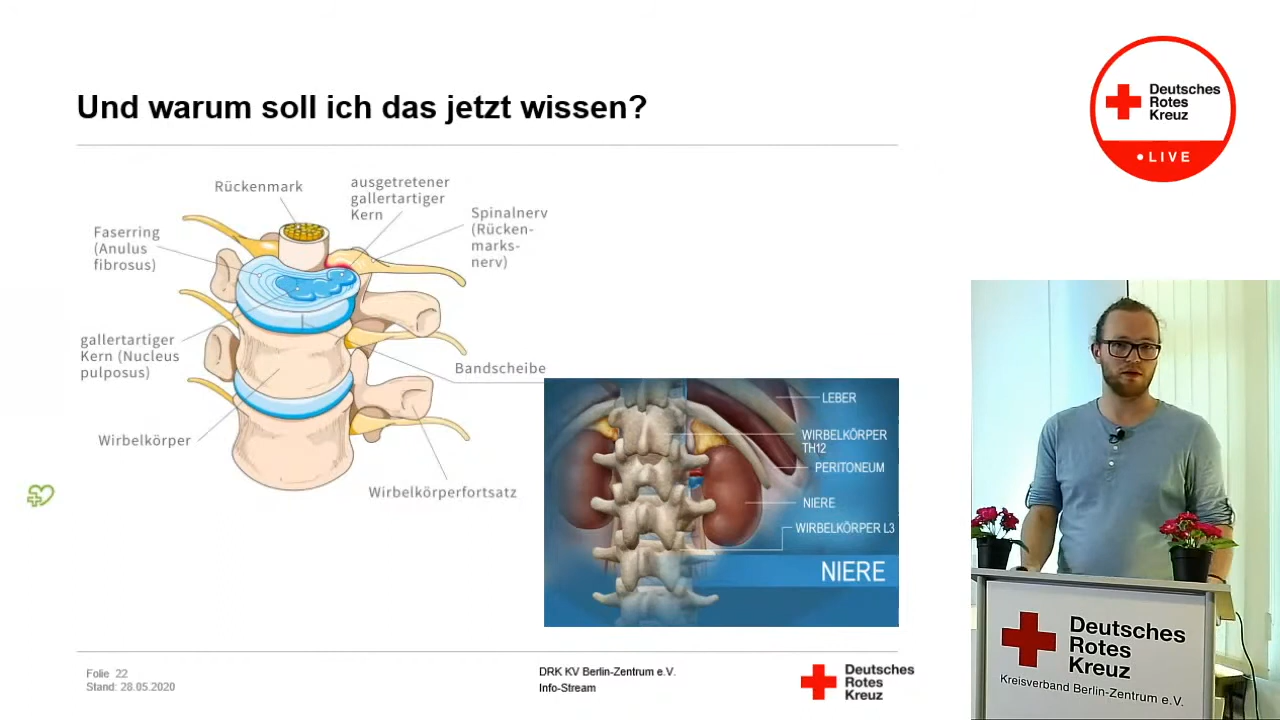 Und warum soll ich das jetzt wissen?
Deutsches
Rotes
Kreuz
LIVE
Rückenmark
ausgetretener
gallertartiger
Kern
Spinalnerv
(Rücken-
marks-
nerv)
Faserring
(Anulus
fibrosus)
gallertartiger
Kern (Nucleus
pulposus)
Bandscheibe
Wirbelkörper
Wirbelkörperfortsatz
LEBER
WIRBELKÖRPER
TH12
PERITONEUM
NIERE
WIRBELKÖRPER L3
NIERE
Folie 22
Stand: 28.05.2020
DRK KV Berlin-Zentrum e.V.
Info-Stream
Deutsches
Rotes
Kreuz
Deutsches
Rotes
Kreuz
Kreisverband Berlin-Zentrum e.V.